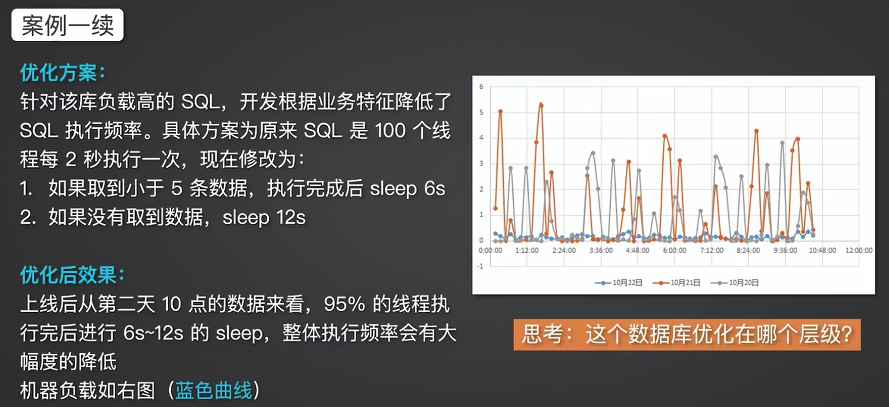 案例一续
优化方案：
针对该库负载高的 SQL，开发根据业务特征降低了
SQL 执行频率。具体方案为原来 SQL 是 100 个线
程每 2 秒执行一次，现在修改为：
1. 如果取到小于 5 条数据，执行完成后 sleep 6s
2. 如果没有取到数据，sleep 12s
优化后效果：
上线后从第二天 10 点的数据来看，95% 的线程执
行完后进行 6s~12s 的 sleep，整体执行频率会有大
幅度的降低
机器负载如右图（蓝色曲线）
6
5
4
3
2
1
0
-1
0:00:00 1:12:00 2:24:00 3:36:00 4:48:00 6:00:00 7:12:00 8:24:00 9:36:00 10:48:00 12:00:00
10月22日 10月21日 10月20日
思考：这个数据库优化在哪个层级？